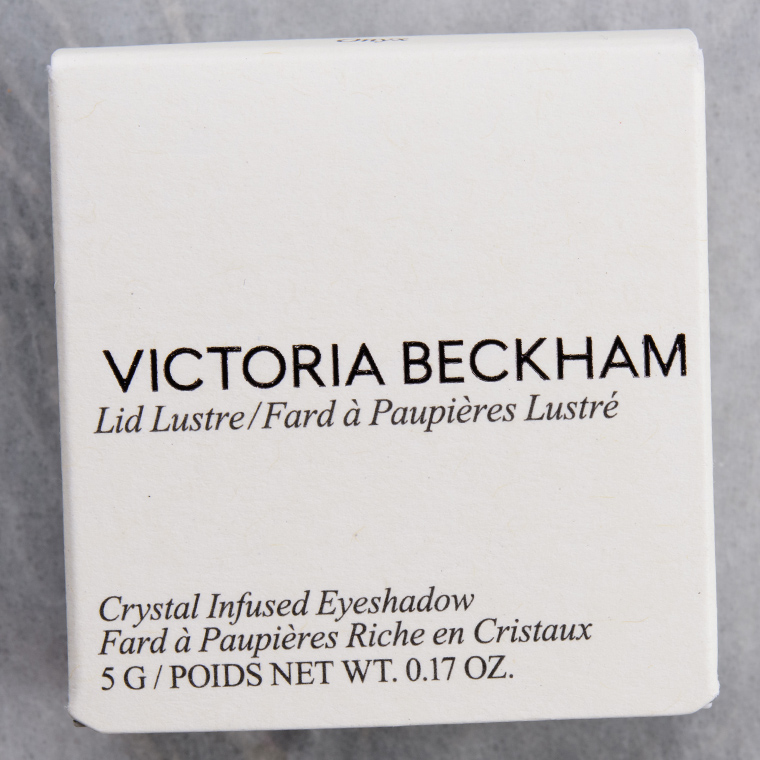 Onyx
VICTORIA BECKHAM
Lid Lustre/Fard à Paupières Lustré
Crystal Infused Eyeshadow
Fard à Paupières Riche en Cristaux
5 G / POIDS NET WT. 0.17 OZ.